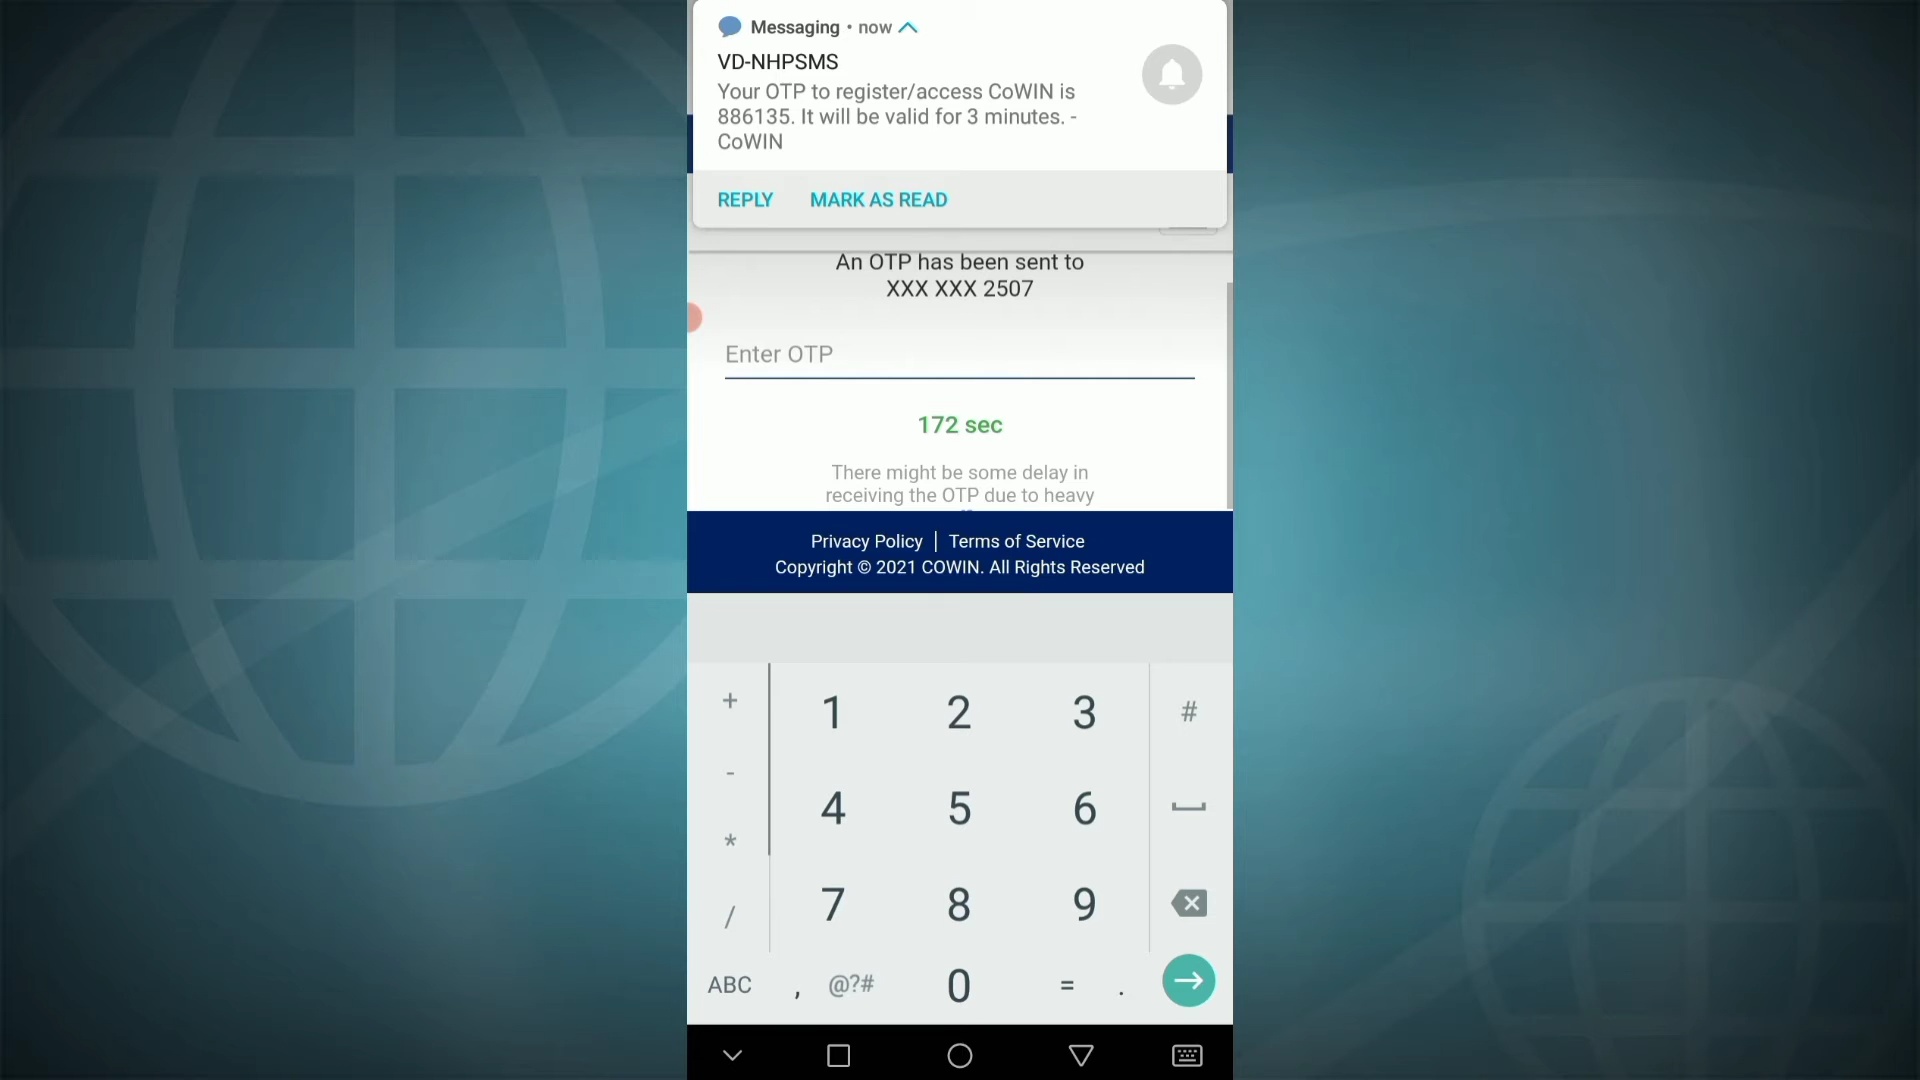 Messaging • now
VD-NHPSMS
Your OTP to register/access CoWIN is
886135. It will be valid for 3 minutes. -
CoWIN
REPLY MARK AS READ
An OTP has been sent to
XXX XXX 2507
Enter OTP
172 sec
There might be some delay in
receiving the OTP due to heavy
Privacy Policy | Terms of Service
Copyright © 2021 COWIN. All Rights Reserved
+ 1 2 3 #
- 4 5 6
* 7 8 9
/
ABC , @?# 0 = .